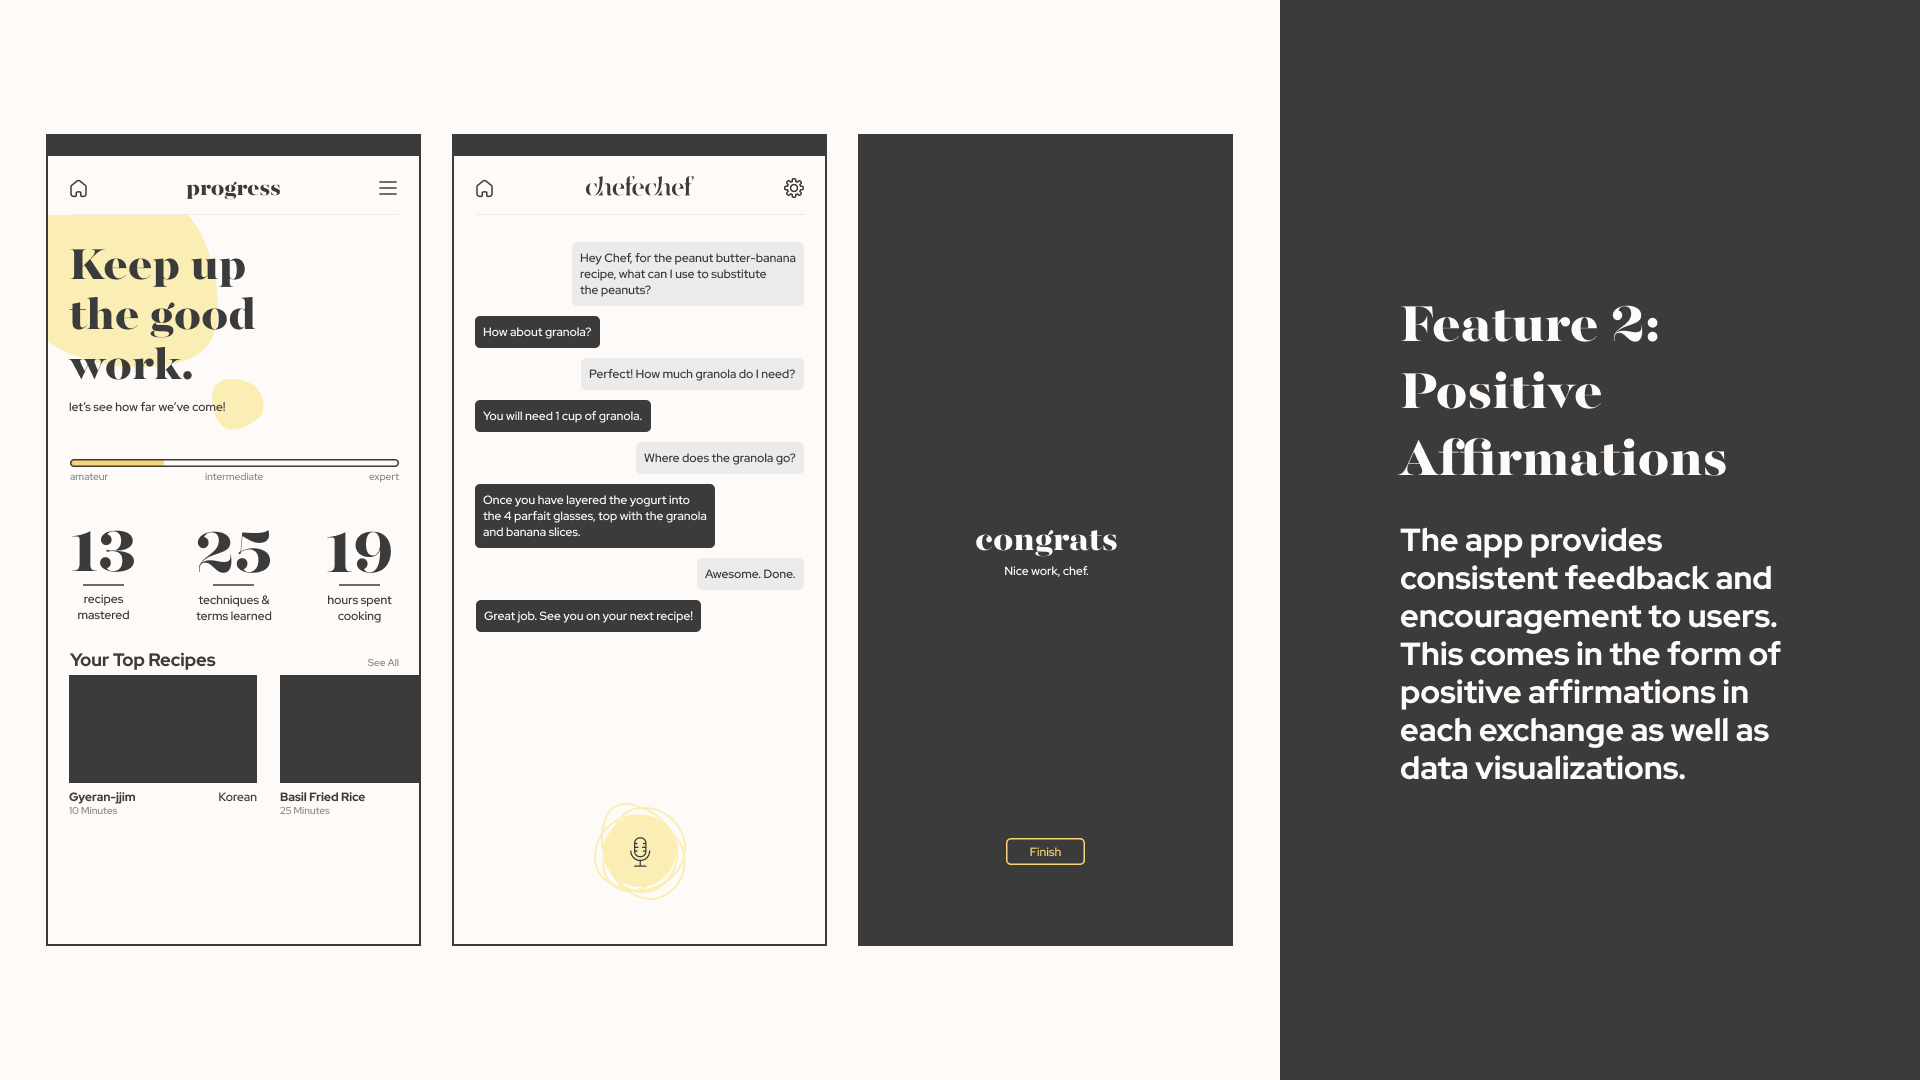 progress
Keep up
the good
work.
let's see how far we've come!
amateur intermediate expert
13 25 19
recipes
mastered
techniques &
terms learned
hours spent
cooking
Your Top Recipes See All
Gyeran-jjim Korean
10 Minutes
Basil Fried Rice
25 Minutes
chefechef
Hey Chef, for the peanut butter-banana
recipe, what can I use to substitute
the peanuts?
How about granola?
Perfect! How much granola do I need?
You will need 1 cup of granola.
Where does the granola go?
Once you have layered the yogurt into
the 4 parfait glasses, top with the granola
and banana slices.
Awesome. Done.
Great job. See you on your next recipe!
congrats
Nice work, chef.
Finish
Feature 2:
Positive
Affirmations
The app provides
consistent feedback and
encouragement to users.
This comes in the form of
positive affirmations in
each exchange as well as
data visualizations.